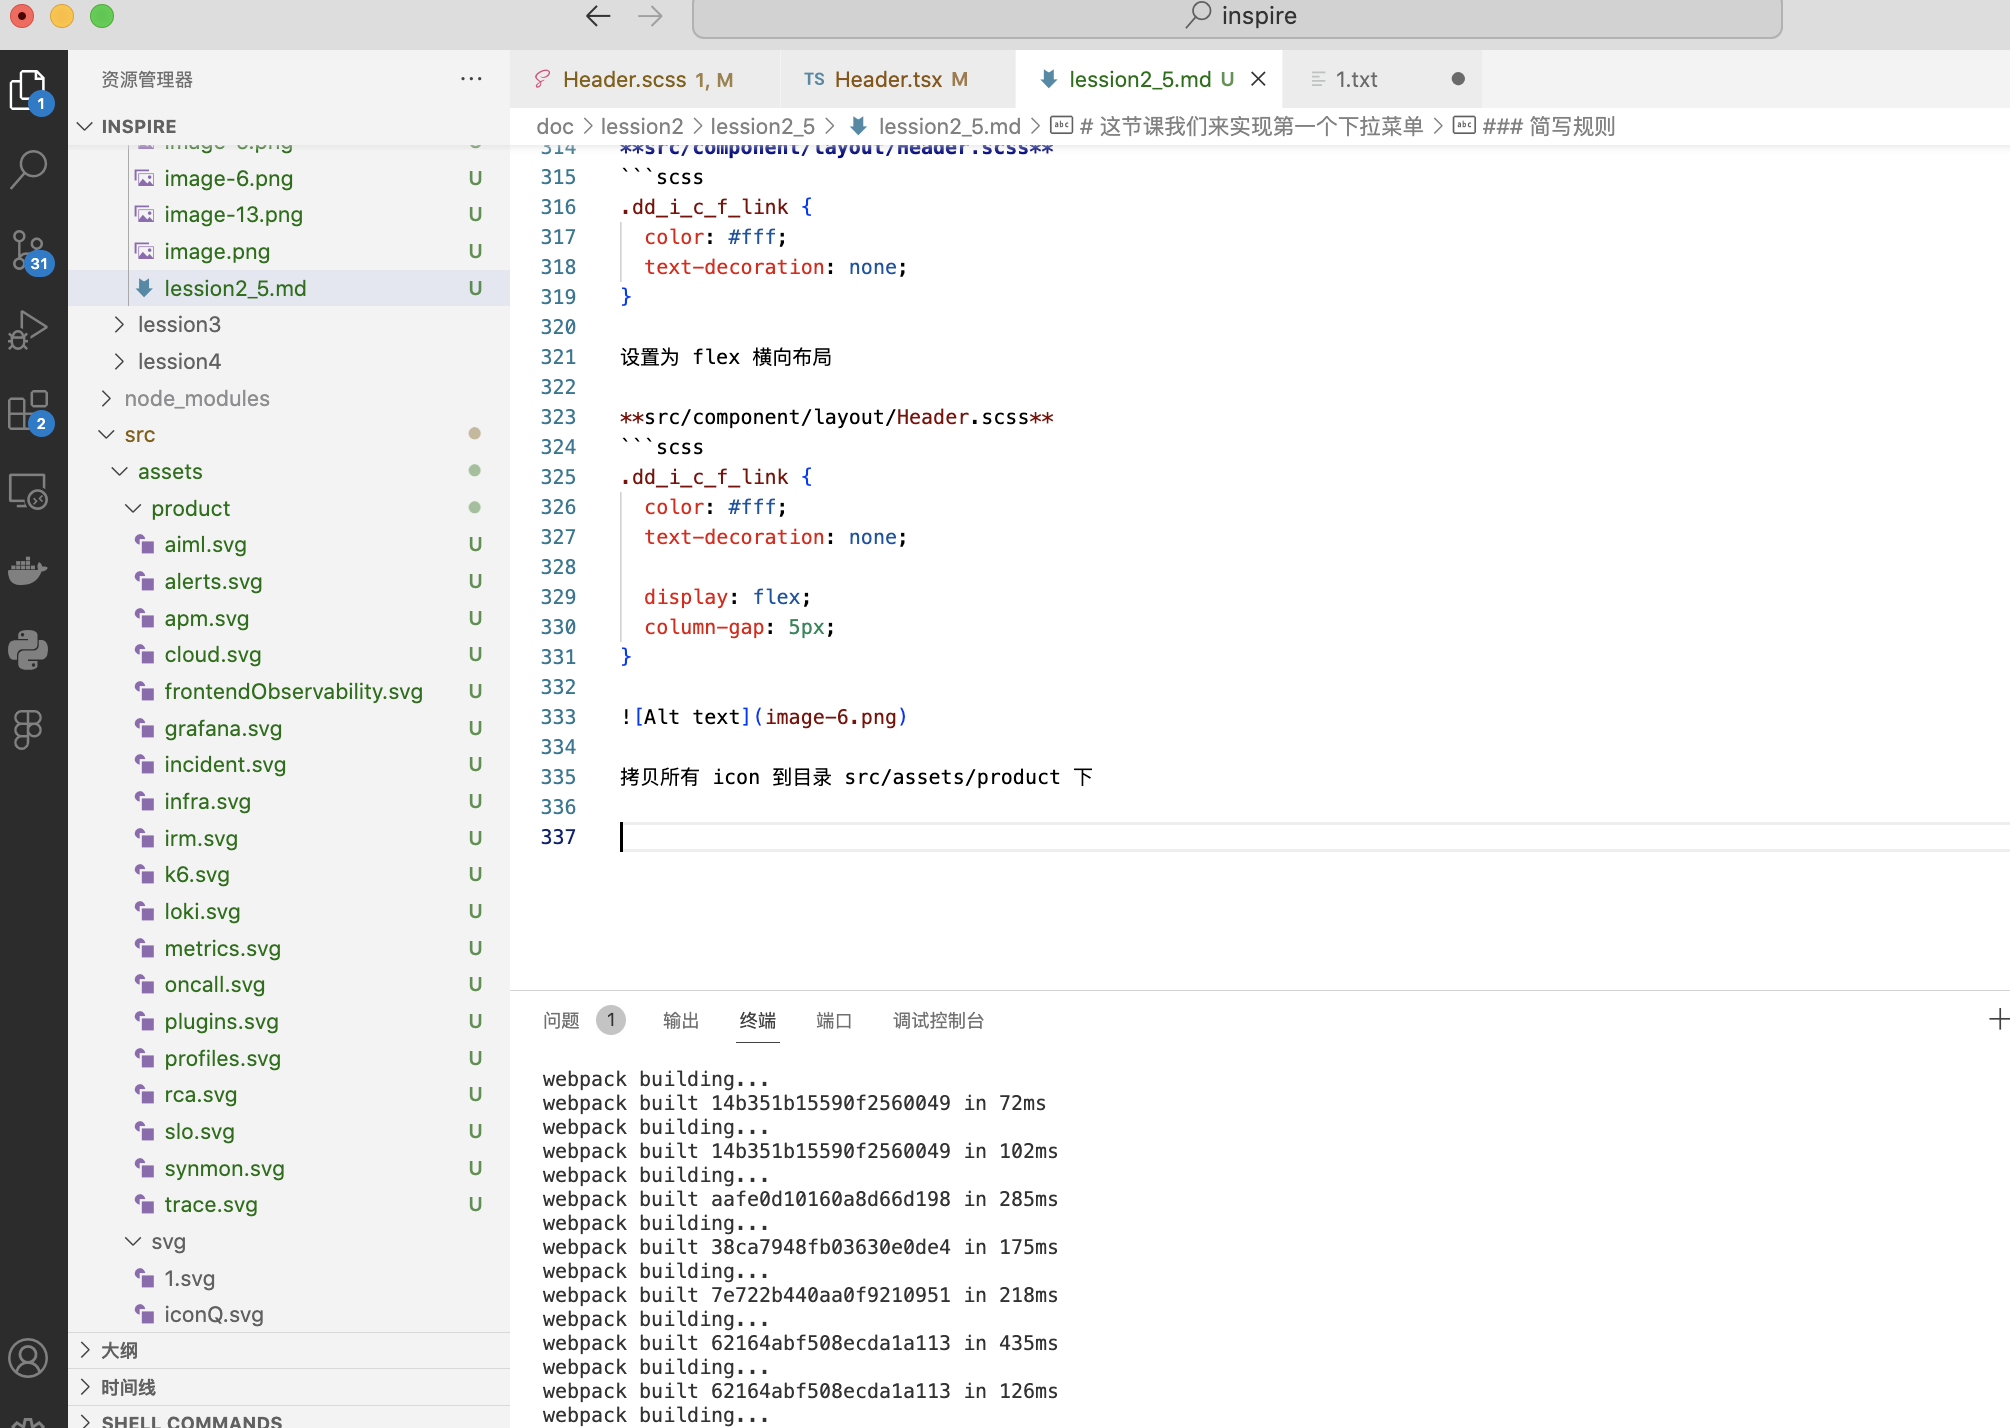 inspire
资源管理器
Header.scss 1, M
TS Header.tsx M
lession2_5.md U
1.txt
INSPIRE
doc > lession2 > lession2_5 > lession2_5.md > # 这节课我们来实现第一个下拉菜单 > ### 简写规则
1
31
2
image-6.png U
image-13.png U
image.png U
lession2_5.md U
lession3
lession4
node_modules
src
assets
product
aiml.svg U
alerts.svg U
apm.svg U
cloud.svg U
frontendObservability.svg U
grafana.svg U
incident.svg U
infra.svg U
irm.svg U
k6.svg U
loki.svg U
metrics.svg U
oncall.svg U
plugins.svg U
profiles.svg U
rca.svg U
slo.svg U
synmon.svg U
trace.svg U
svg
1.svg
iconQ.svg
大纲
时间线
SHELL COMMANDS
314 **src/component/layout/Header.scss**
315 ```scss
316 .dd_i_c_f_link {
317 color: #fff;
318 text-decoration: none;
319 }
320
321 设置为 flex 横向布局
322
323 **src/component/layout/Header.scss**
324 ```scss
325 .dd_i_c_f_link {
326 color: #fff;
327 text-decoration: none;
328
329 display: flex;
330 column-gap: 5px;
331 }
332
333 ![Alt text](image-6.png)
334
335 拷贝所有 icon 到目录 src/assets/product 下
336
337
问题 1 输出 终端 端口 调试控制台
webpack building...
webpack built 14b351b15590f2560049 in 72ms
webpack building...
webpack built 14b351b15590f2560049 in 102ms
webpack building...
webpack built aafe0d10160a8d66d198 in 285ms
webpack building...
webpack built 38ca7948fb03630e0de4 in 175ms
webpack building...
webpack built 7e722b440aa0f9210951 in 218ms
webpack building...
webpack built 62164abf508ecda1a113 in 435ms
webpack building...
webpack built 62164abf508ecda1a113 in 126ms
webpack building...